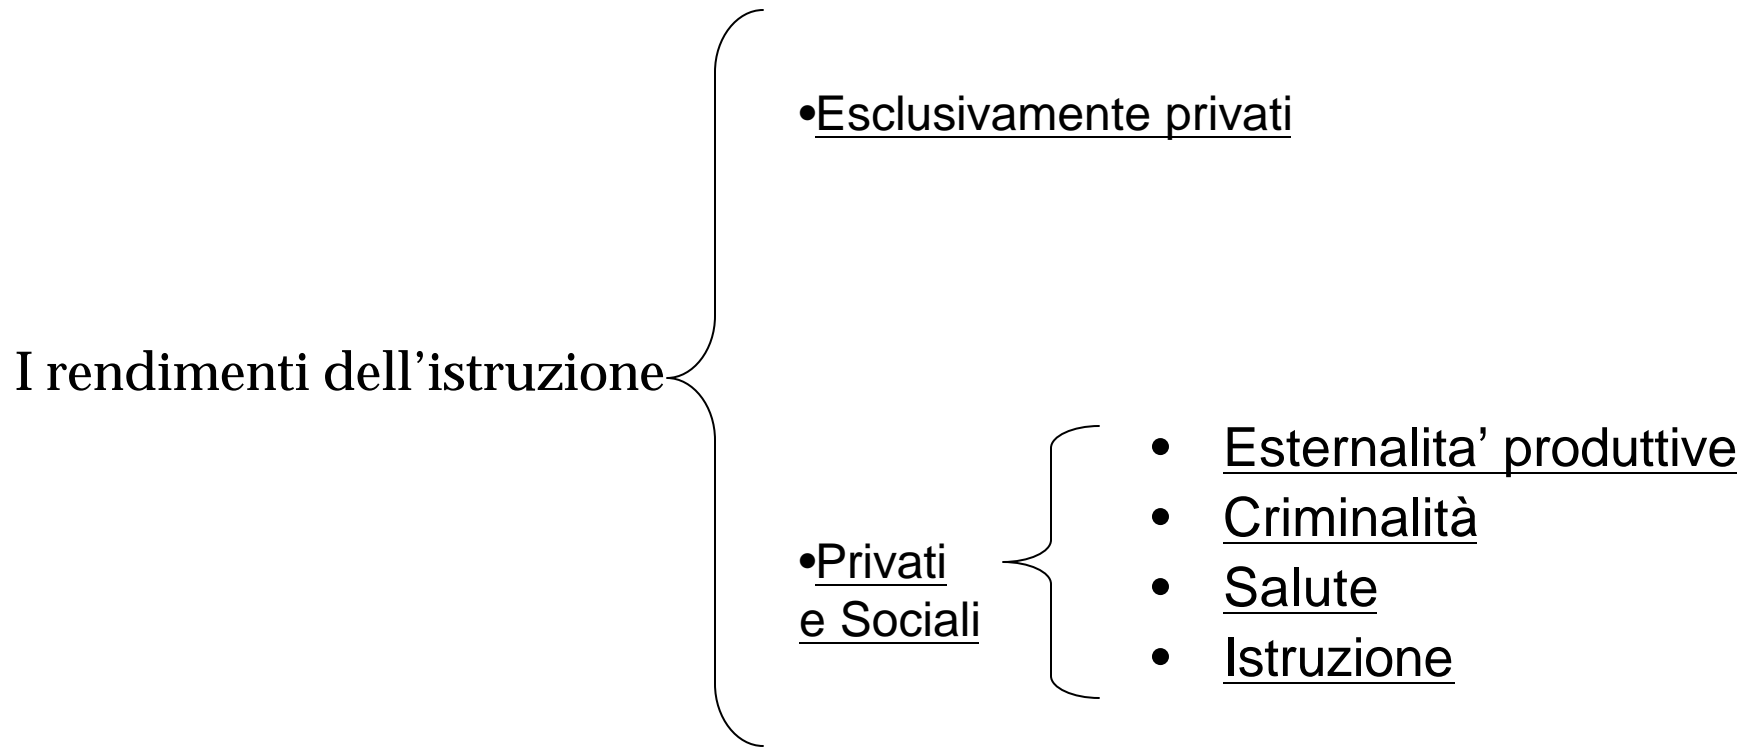 I rendimenti dell’istruzione
•Esclusivamente privati
•Privati
e Sociali
• Esternalita’ produttive
• Criminalità
• Salute
• Istruzione